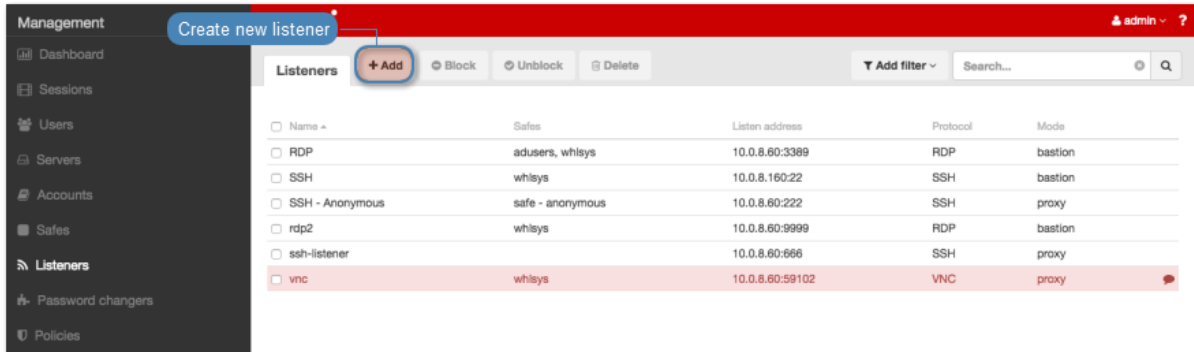 Management
Create new listener
admin ?
Dashboard
Sessions
Users
Servers
Accounts
Safes
Listeners
Password changers
Policies
Listeners + Add Block Unblock Delete Add filter Search...
Name Safes Listen address Protocol Mode
RDP adusers, whlsys 10.0.8.60:3389 RDP bastion
SSH whlsys 10.0.8.160:22 SSH bastion
SSH - Anonymous safe - anonymous 10.0.8.60:222 SSH proxy
rdp2 whlsys 10.0.8.60:9999 RDP bastion
ssh-listener 10.0.8.60:666 SSH proxy
vnc whlsys 10.0.8.60:59102 VNC proxy